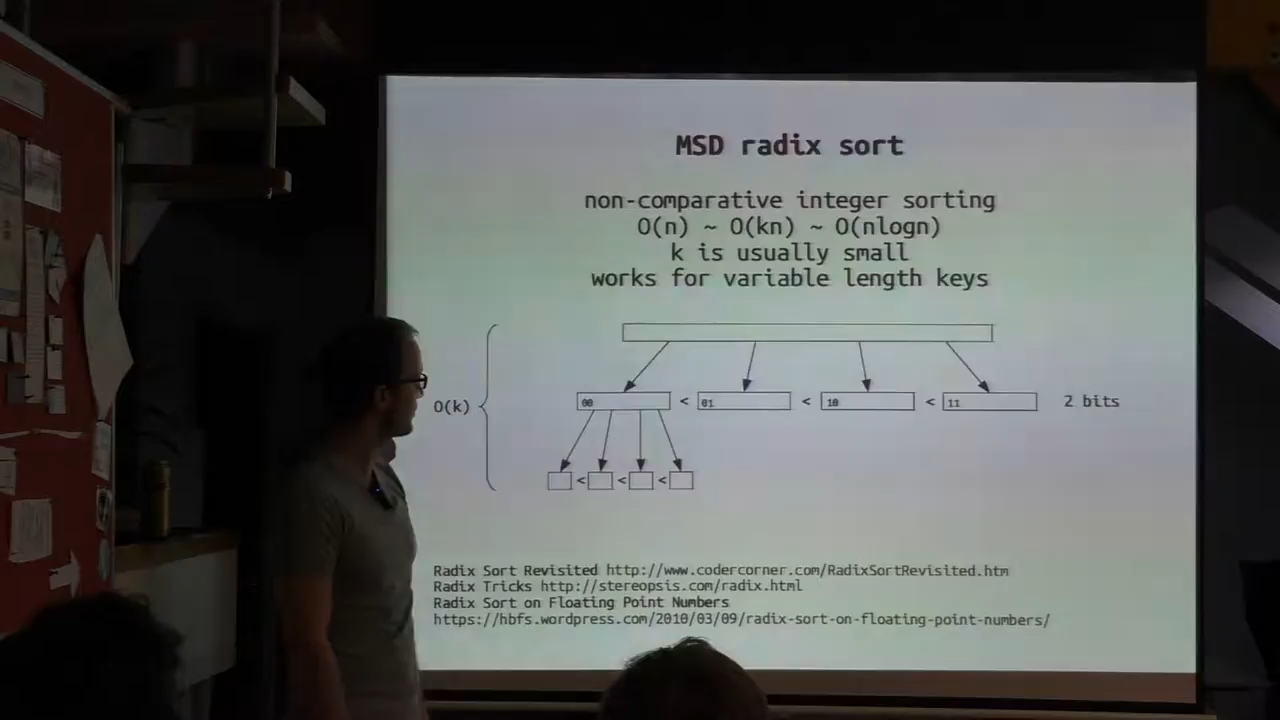 MSD radix sort
non-comparative integer sorting
O(n) ~ O(kn) ~ O(nlogn)
k is usually small
works for variable length keys
O(k)
00 < 01 < 10 < 11 2 bits
< < <
Radix Sort Revisited http://www.codercorner.com/RadixSortRevisited.htm
Radix Tricks http://stereopsis.com/radix.html
Radix Sort on Floating Point Numbers
https://hbfs.wordpress.com/2010/03/09/radix-sort-on-floating-point-numbers/